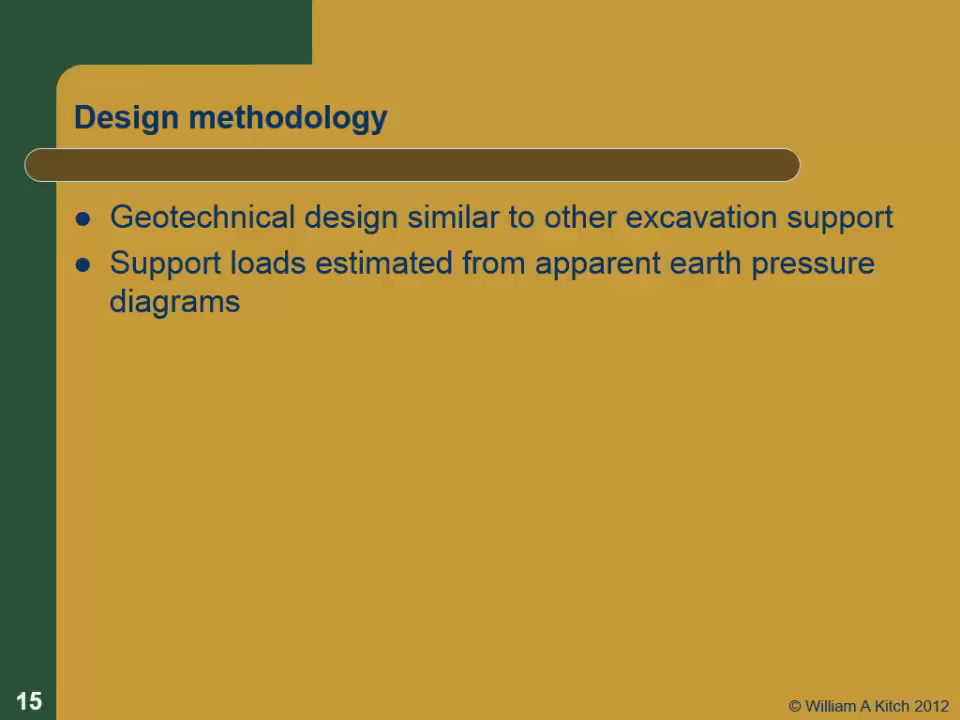 Design methodology
Geotechnical design similar to other excavation support
Support loads estimated from apparent earth pressure
diagrams
15
© William A Kitch 2012